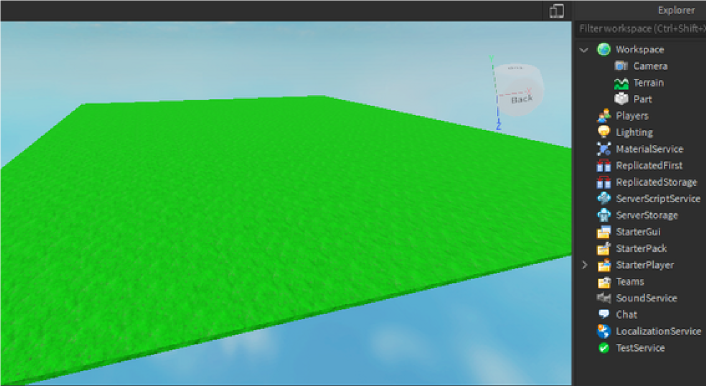 Explorer
Filter workspace (Ctrl+Shift+X
Workspace
Camera
Terrain
Part
Players
Lighting
MaterialService
ReplicatedFirst
ReplicatedStorage
ServerScriptService
ServerStorage
StarterGui
StarterPack
StarterPlayer
Teams
SoundService
Chat
LocalizationService
TestService
Back
Z